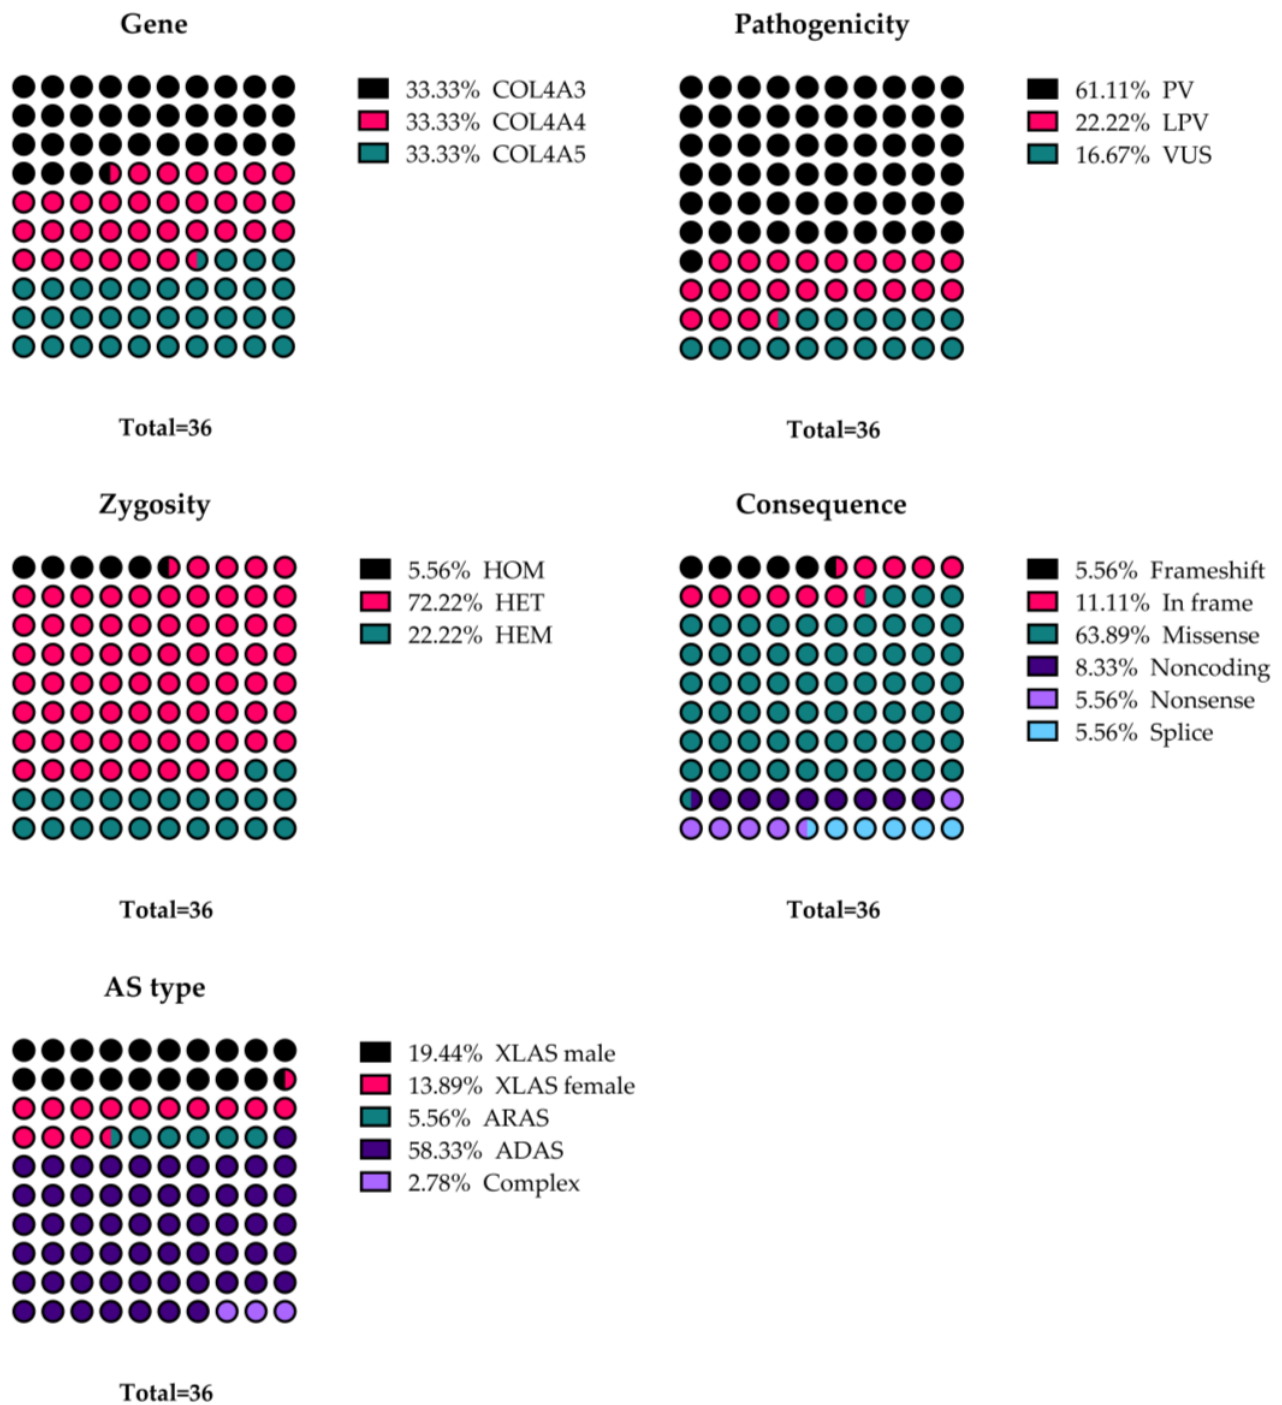 Gene
33.33% COL4A3
33.33% COL4A4
33.33% COL4A5
Total=36
Pathogenicity
61.11% PV
22.22% LPV
16.67% VUS
Total=36
Zygosity
5.56% HOM
72.22% HET
22.22% HEM
Total=36
Consequence
5.56% Frameshift
11.11% In frame
63.89% Missense
8.33% Noncoding
5.56% Nonsense
5.56% Splice
Total=36
AS type
19.44% XLAS male
13.89% XLAS female
5.56% ARAS
58.33% ADAS
2.78% Complex
Total=36